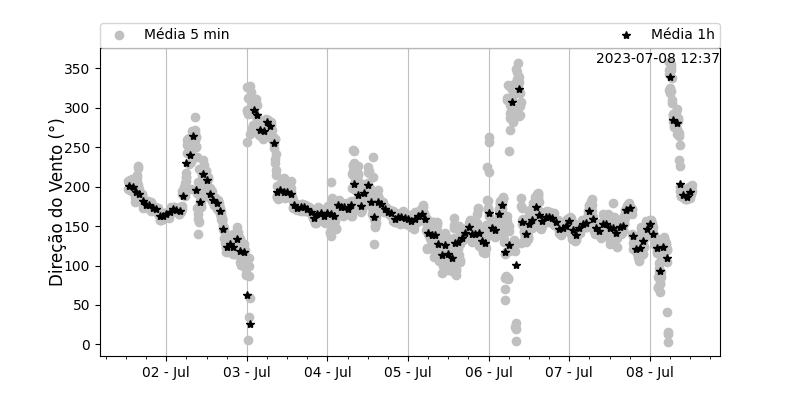 Média 5 min
Média 1h
2023-07-08 12:37
Direção do Vento (°)
350
300
250
200
150
100
50
0
02 - Jul
03 - Jul
04 - Jul
05 - Jul
06 - Jul
07 - Jul
08 - Jul